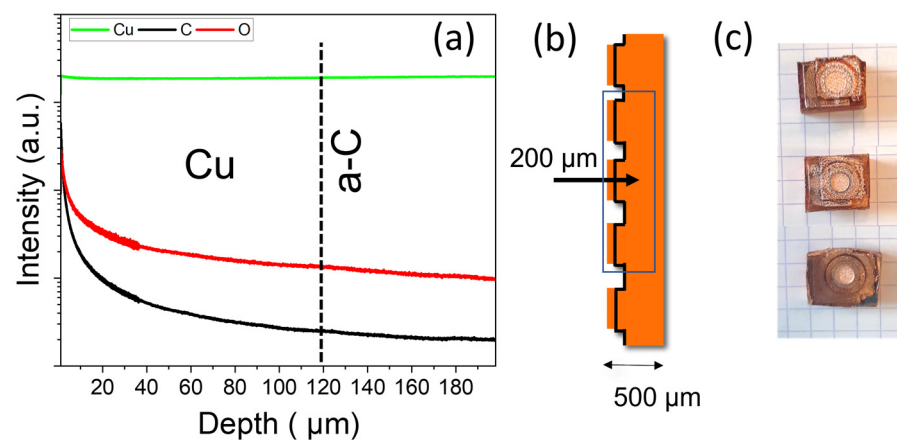 Cu C O
(a)
Intensity (a.u.)
Cu
a-C
20 40 60 80 100 120 140 160 180
Depth ( µm)
(b)
200 µm
500 µm
(c)